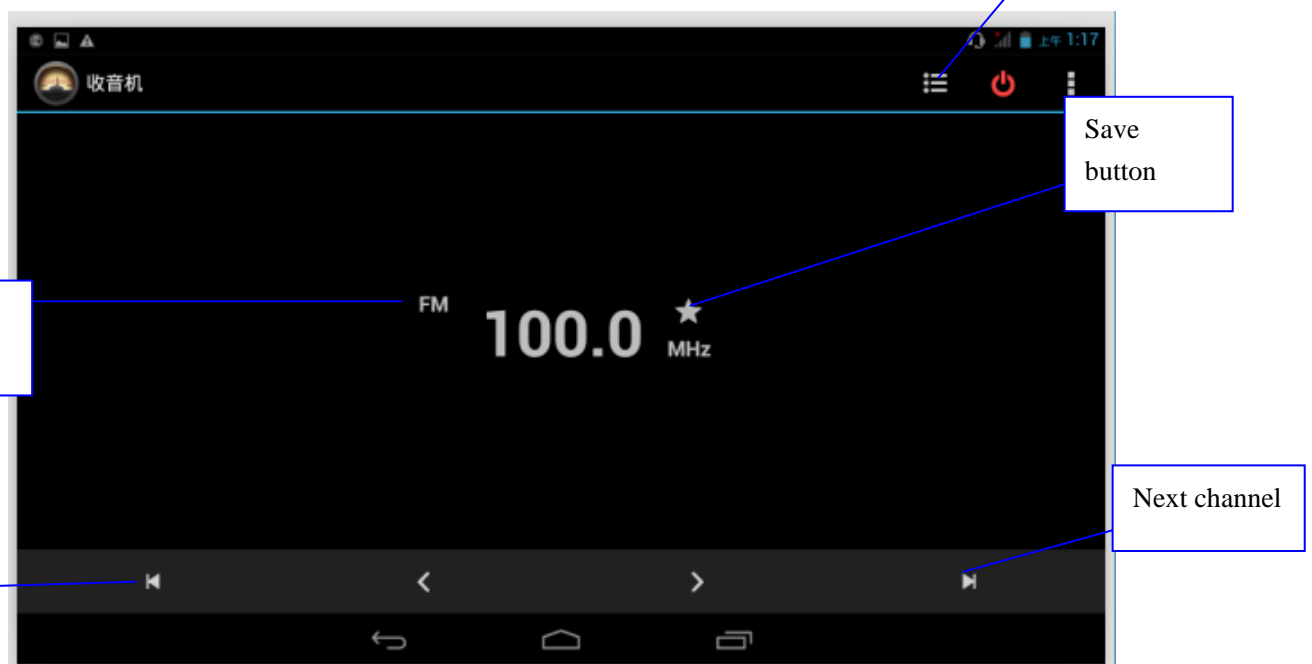 上午 1:17
收音机
Save
button
FM
100.0
MHz
Next channel